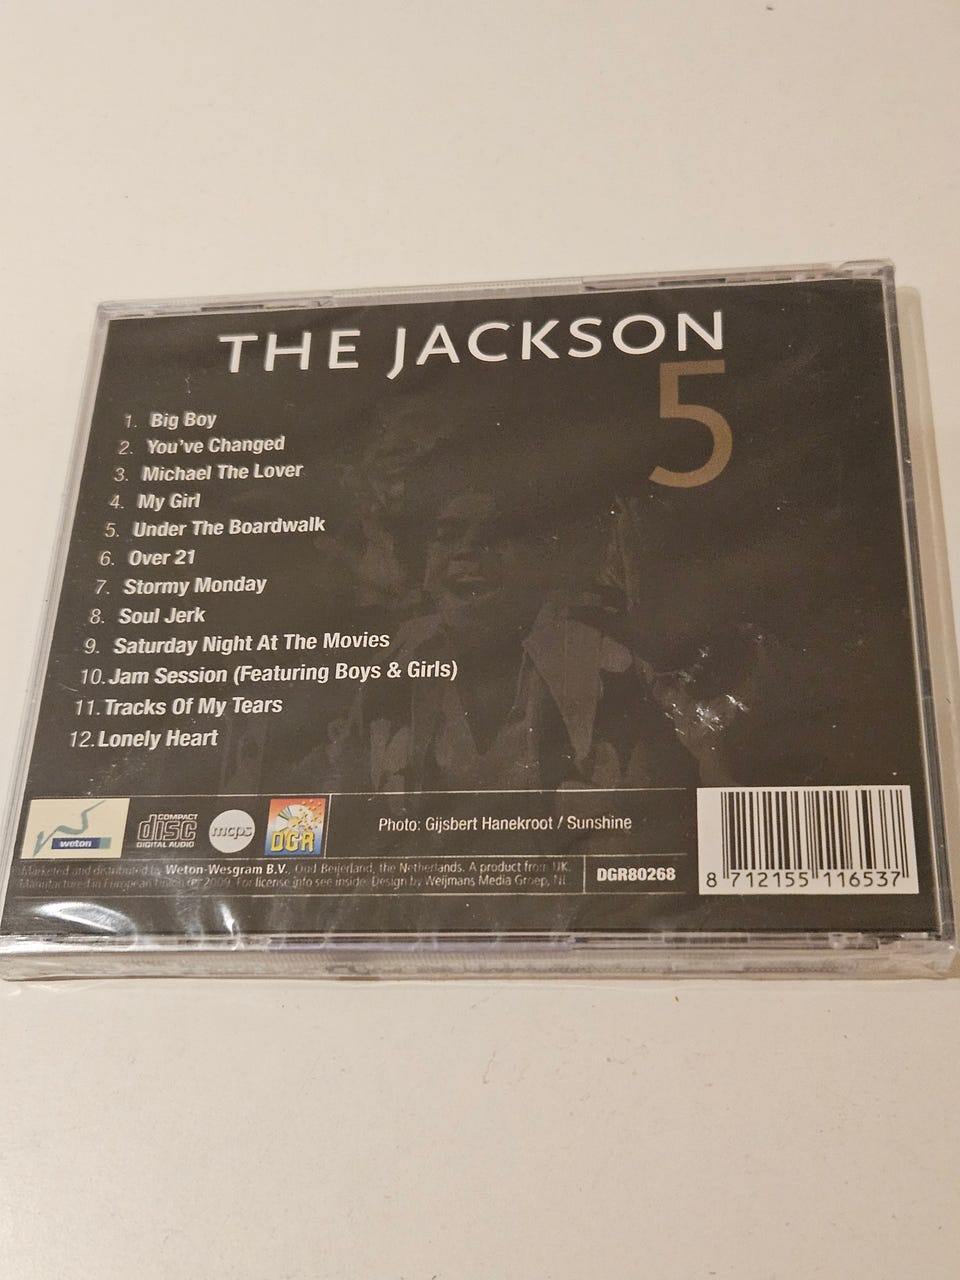 THE JACKSON
5
1. Big Boy
2. You've Changed
3. Michael The Lover
4. My Girl
5. Under The Boardwalk
6. Over 21
7. Stormy Monday
8. Soul Jerk
9. Saturday Night At The Movies
10. Jam Session (Featuring Boys & Girls)
11. Tracks Of My Tears
12. Lonely Heart
weton
COMPACT
disc
DIGITAL AUDIO
mcps
DGR
Photo: Gijsbert Hanekroot / Sunshine
Marketed and distributed by Weton-Wesgram B.V., Oud Beijerland, the Netherlands. A product from UK.
Manufactured in European Union (P) 2009. For license info see inside. Design by Weijmans Media Groep, NL.
DGR80268
8 712155 116537